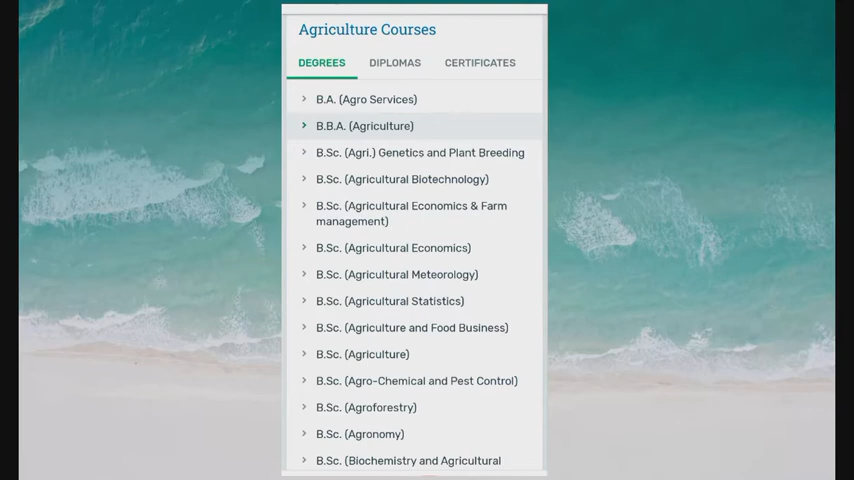 Agriculture Courses
DEGREES DIPLOMAS CERTIFICATES
B.A. (Agro Services)
B.B.A. (Agriculture)
B.Sc. (Agri.) Genetics and Plant Breeding
B.Sc. (Agricultural Biotechnology)
B.Sc. (Agricultural Economics & Farm
management)
B.Sc. (Agricultural Economics)
B.Sc. (Agricultural Meteorology)
B.Sc. (Agricultural Statistics)
B.Sc. (Agriculture and Food Business)
B.Sc. (Agriculture)
B.Sc. (Agro-Chemical and Pest Control)
B.Sc. (Agroforestry)
B.Sc. (Agronomy)
B.Sc. (Biochemistry and Agricultural